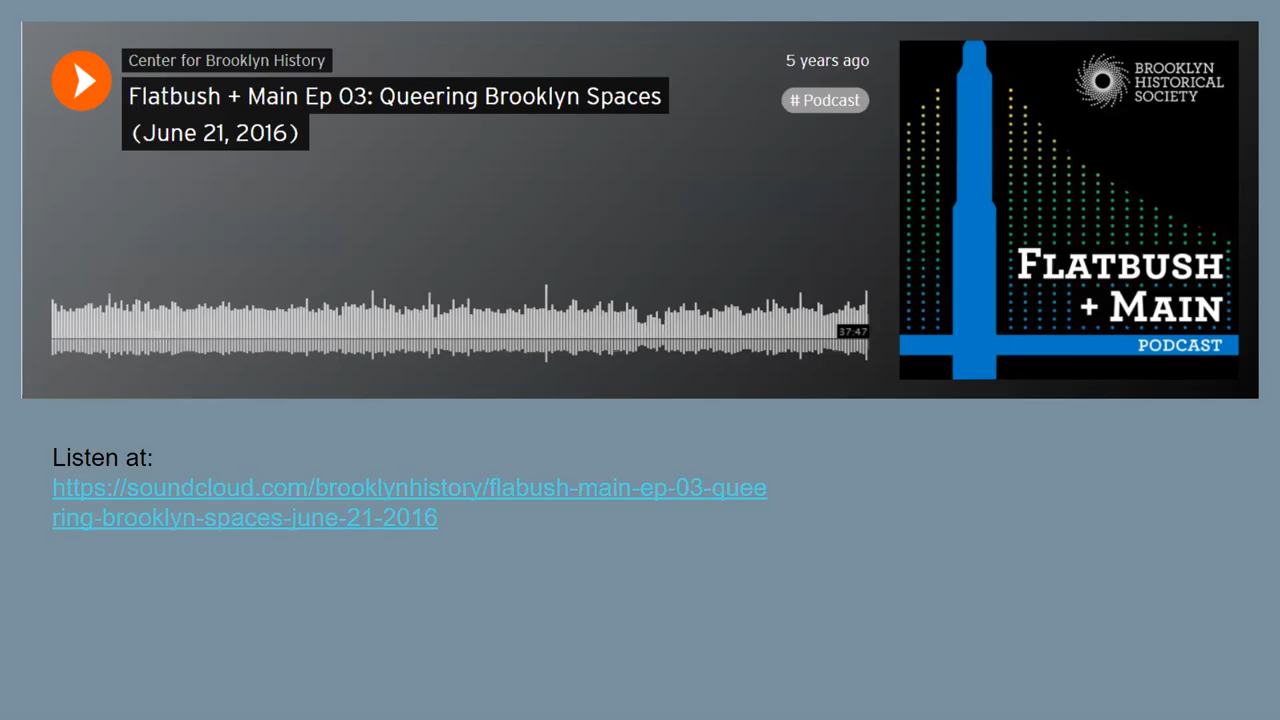 Center for Brooklyn History
Flatbush + Main Ep 03: Queering Brooklyn Spaces
(June 21, 2016)
5 years ago
# Podcast
37:47
BROOKLYN
HISTORICAL
SOCIETY
FLATBUSH
+ MAIN
PODCAST
Listen at:
https://soundcloud.com/brooklynhistory/flabush-main-ep-03-quee
ring-brooklyn-spaces-june-21-2016